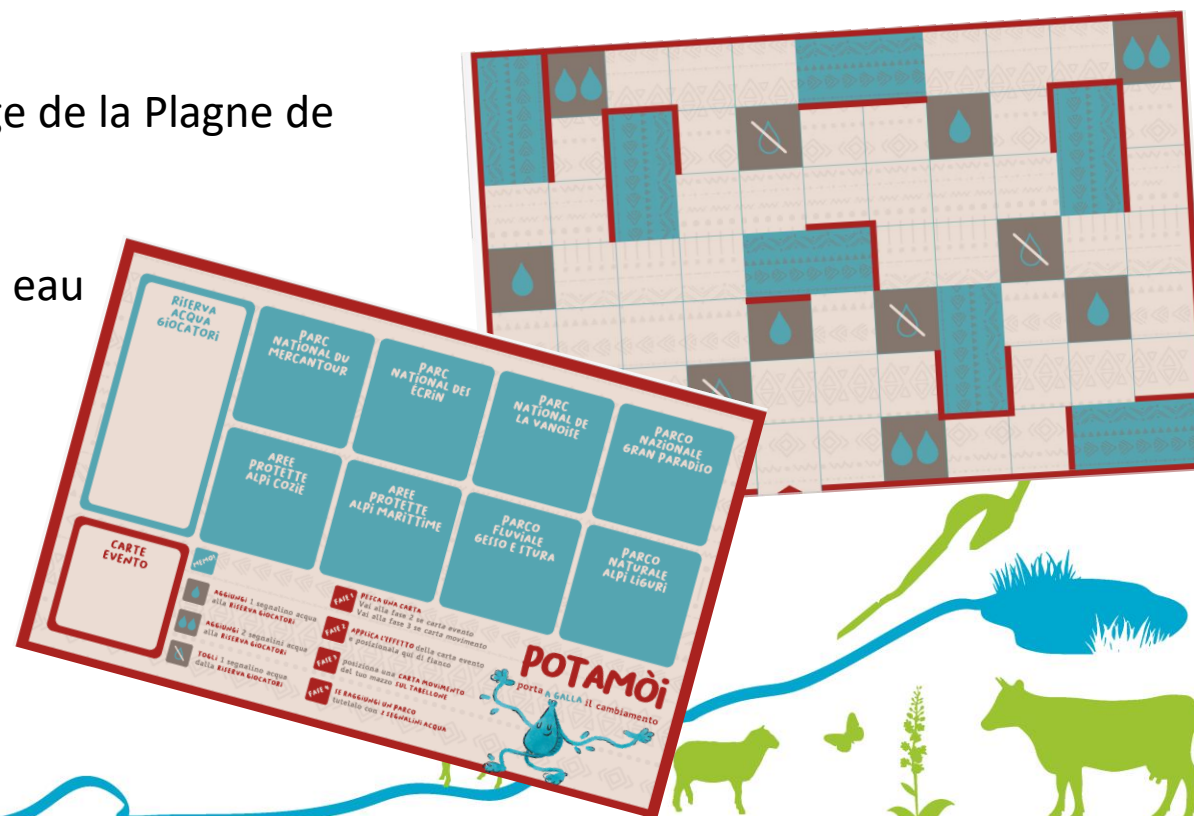 ge de la Plagne de
eau
RISERVA
ACQUA
GIOCATORI
PARC
NATIONAL DU
MERCANTOUR
PARC
NATIONAL DES
ÉCRIN
PARC
NATIONAL DE
LA VANOISE
PARCO
NAZIONALE
GRAN PARADISO
AREE
PROTETTE
ALPI COZIE
AREE
PROTETTE
ALPI MARITTIME
PARCO
FLUVIALE
GESSO E STURA
PARCO
NATURALE
ALPI LIGURI
CARTE
EVENTO
MEMO
AGGIUNGI 1 segnalino acqua
alla RISERVA GIOCATORI
AGGIUNGI 2 segnalini acqua
alla RISERVA GIOCATORI
TOGLI 1 segnalino acqua
dalla RISERVA GIOCATORI
FASE 1
PESCA UNA CARTA
Vai alla fase 2 se carta evento
Vai alla fase 3 se carta movimento
FASE 2
APPLICA L'EFFETTO della carta evento
e posizionala qui di fianco
FASE 3
posiziona una CARTA MOVIMENTO
del tuo mazzo SUL TABELLONE
FASE 4
SE RAGGIUNGI UN PARCO
tutelalo con 2 SEGNALINI ACQUA
POTAMÒI
porta A GALLA il cambiamento